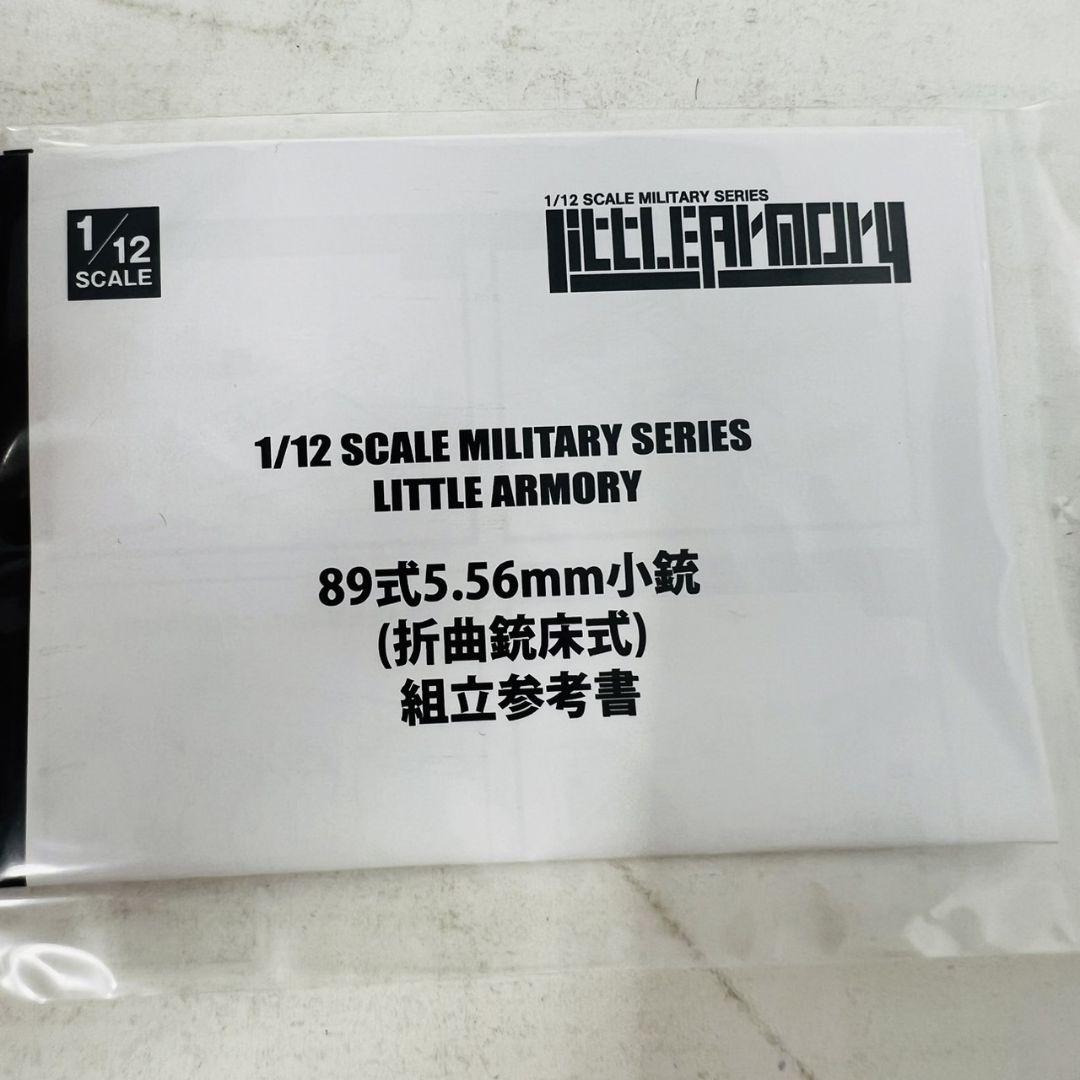 1/12
SCALE
1/12 SCALE MILITARY SERIES
LITTLEARMORY
1/12 SCALE MILITARY SERIES
LITTLE ARMORY
89式5.56mm小銃
(折曲銃床式)
組立参考書